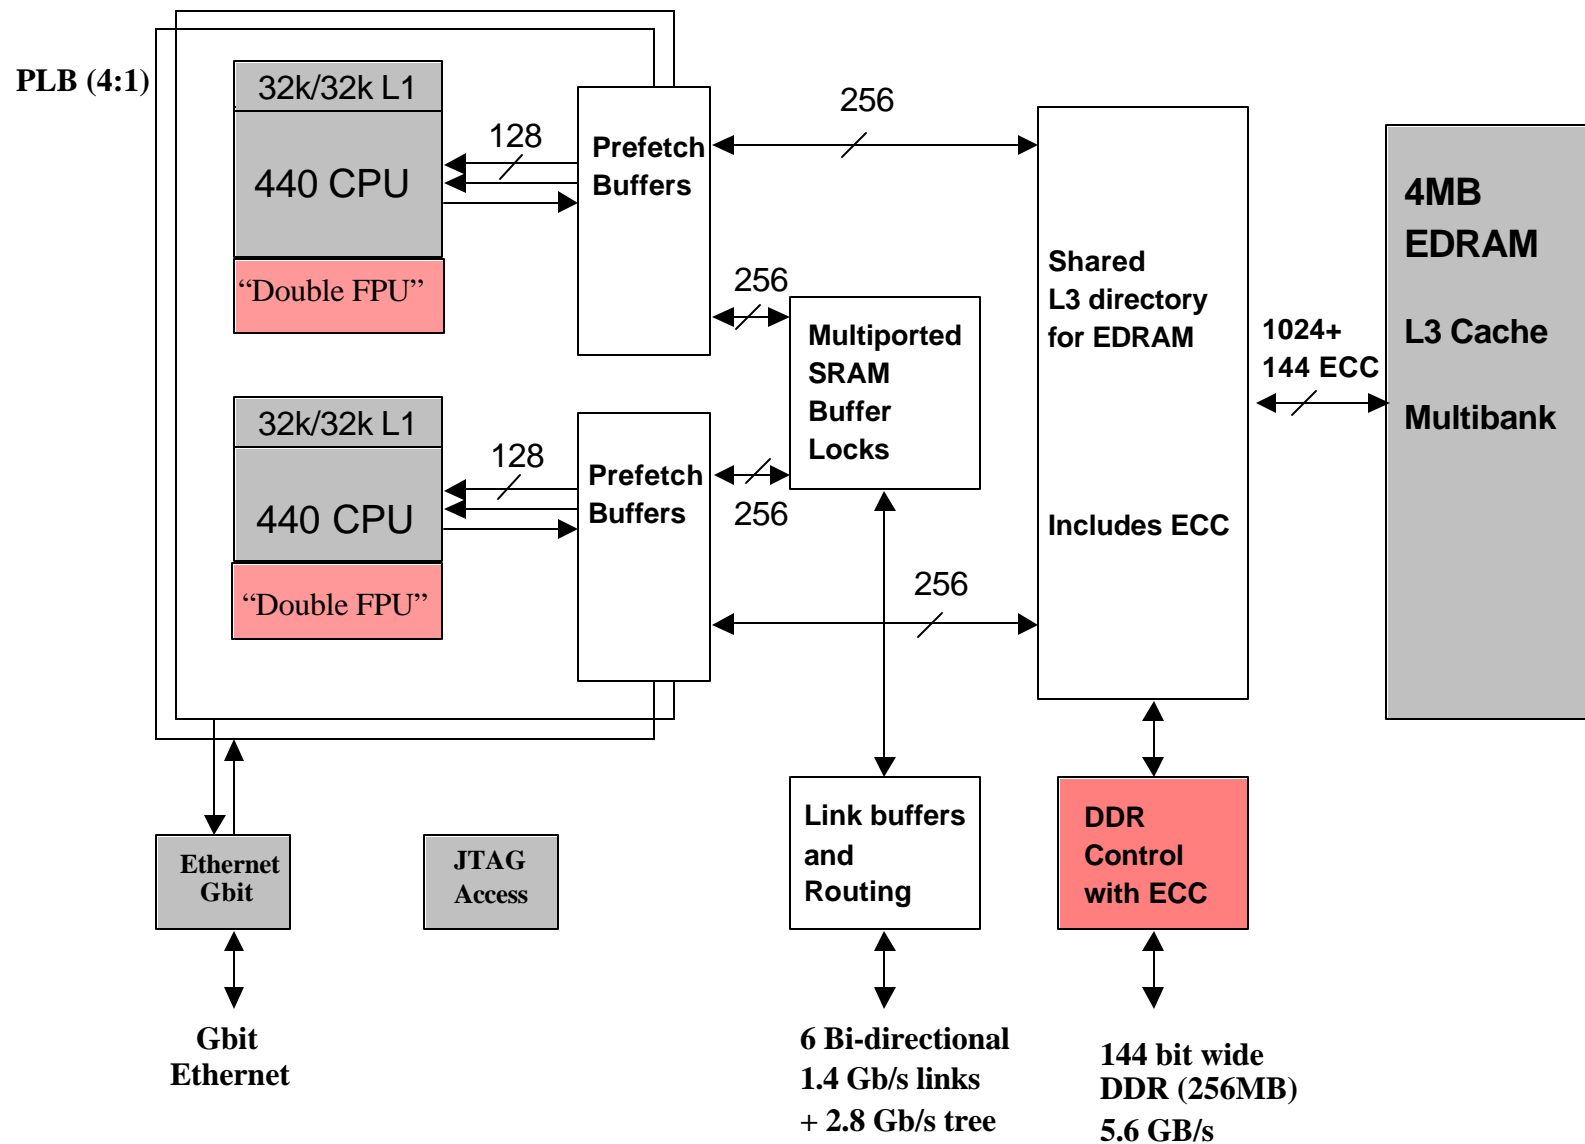 PLB (4:1)
32k/32k L1
440 CPU
“Double FPU”
128
Prefetch
Buffers
256
256
Multiported
SRAM
Buffer
Locks
Shared
L3 directory
for EDRAM
Includes ECC
1024+
144 ECC
4MB
EDRAM
L3 Cache
Multibank
32k/32k L1
440 CPU
“Double FPU”
128
Prefetch
Buffers
256
256
Ethernet
Gbit
JTAG
Access
Link buffers
and
Routing
DDR
Control
with ECC
Gbit
Ethernet
6 Bi-directional
1.4 Gb/s links
+ 2.8 Gb/s tree
144 bit wide
DDR (256MB)
5.6 GB/s